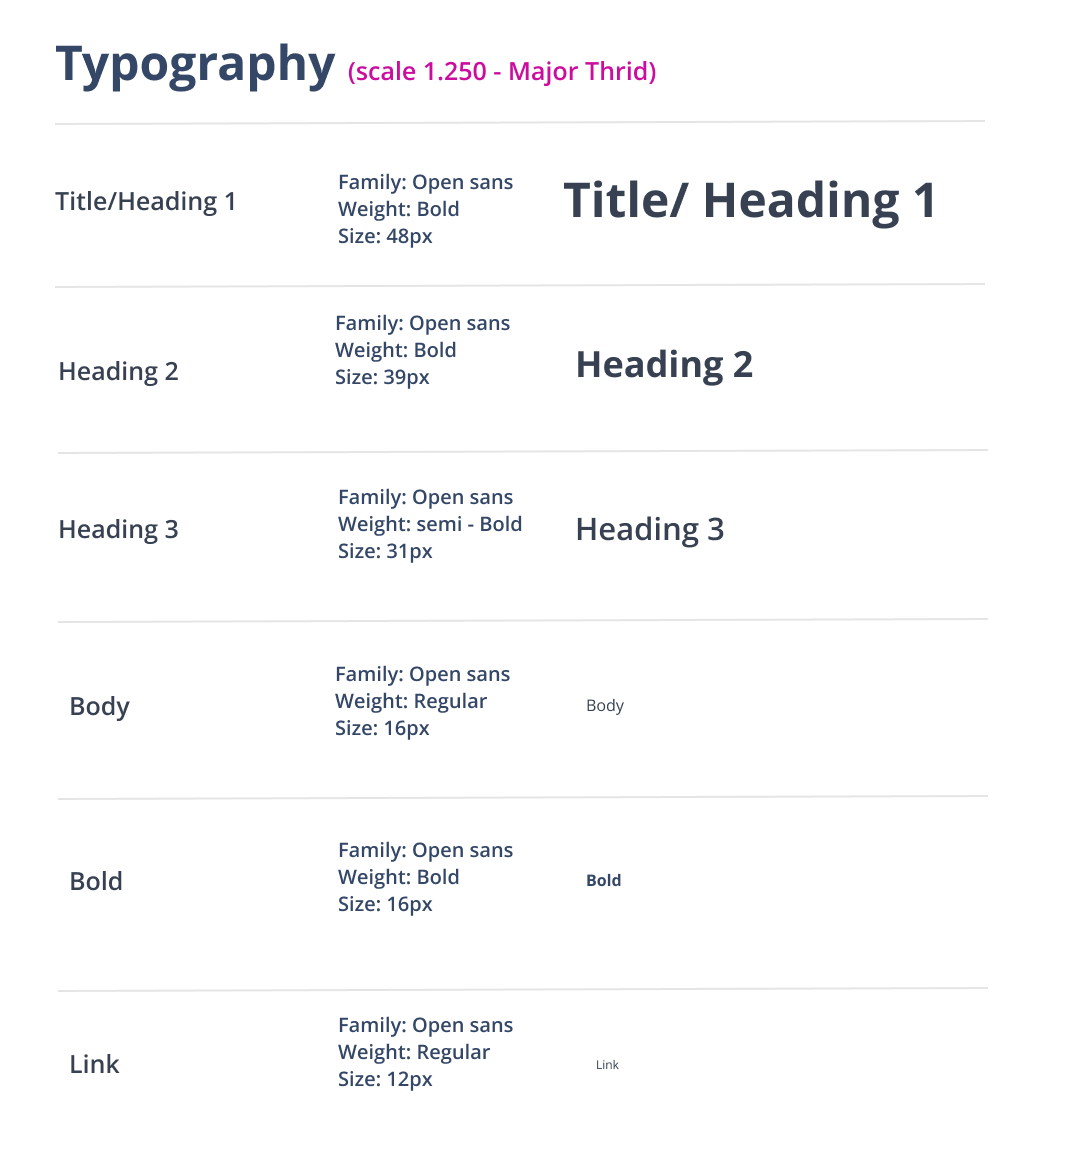 Typography (scale 1.250 - Major Thrid)
Title/Heading 1
Family: Open sans
Weight: Bold
Size: 48px
Title/ Heading 1
Heading 2
Family: Open sans
Weight: Bold
Size: 39px
Heading 2
Heading 3
Family: Open sans
Weight: semi - Bold
Size: 31px
Heading 3
Body
Family: Open sans
Weight: Regular
Size: 16px
Body
Bold
Family: Open sans
Weight: Bold
Size: 16px
Bold
Link
Family: Open sans
Weight: Regular
Size: 12px
Link